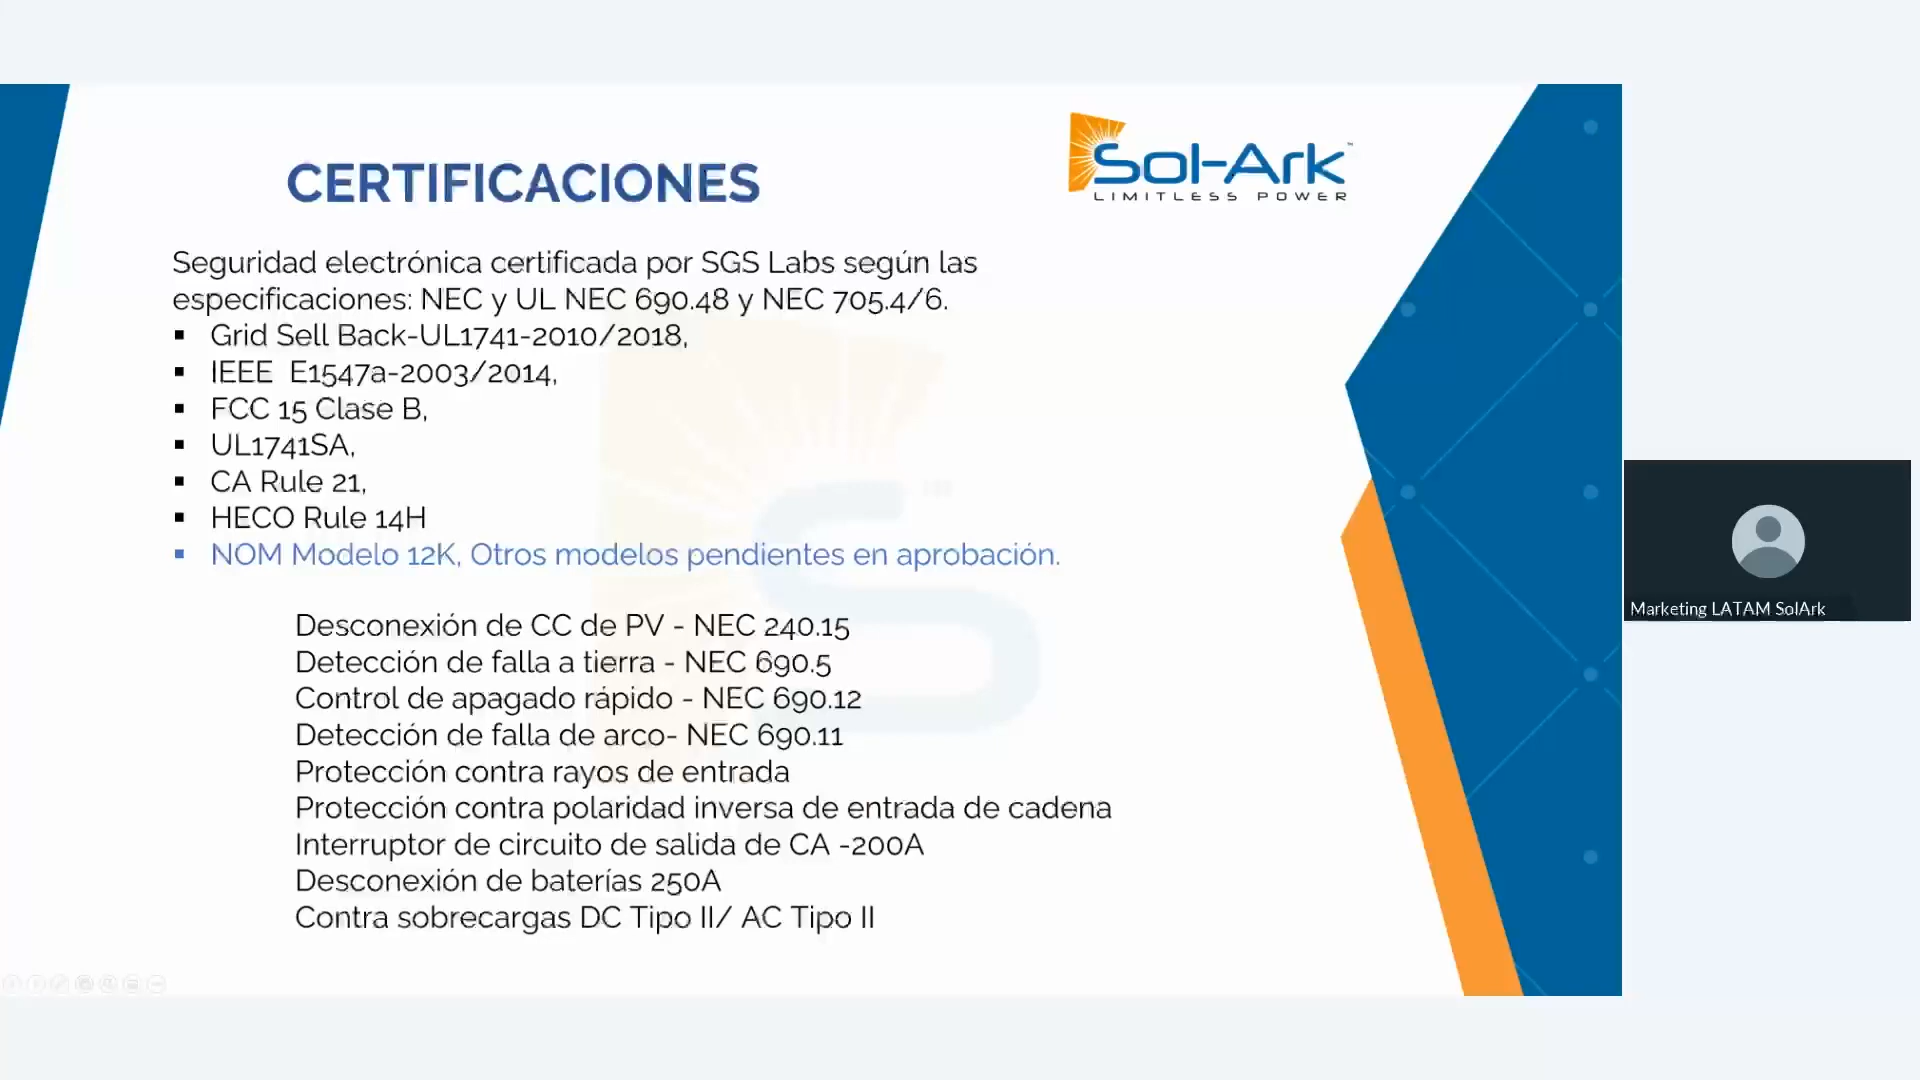 CERTIFICACIONES
Sol-Ark™
LIMITLESS POWER
Seguridad electrónica certificada por SGS Labs según las
especificaciones: NEC y UL NEC 690.48 y NEC 705.4/6.
▪ Grid Sell Back-UL1741-2010/2018,
▪ IEEE E1547a-2003/2014,
▪ FCC 15 Clase B,
▪ UL1741SA,
▪ CA Rule 21,
▪ HECO Rule 14H
▪ NOM Modelo 12K, Otros modelos pendientes en aprobación.
Desconexión de CC de PV - NEC 240.15
Detección de falla a tierra - NEC 690.5
Control de apagado rápido - NEC 690.12
Detección de falla de arco- NEC 690.11
Protección contra rayos de entrada
Protección contra polaridad inversa de entrada de cadena
Interruptor de circuito de salida de CA -200A
Desconexión de baterías 250A
Contra sobrecargas DC Tipo II/ AC Tipo II
Marketing LATAM SolArk